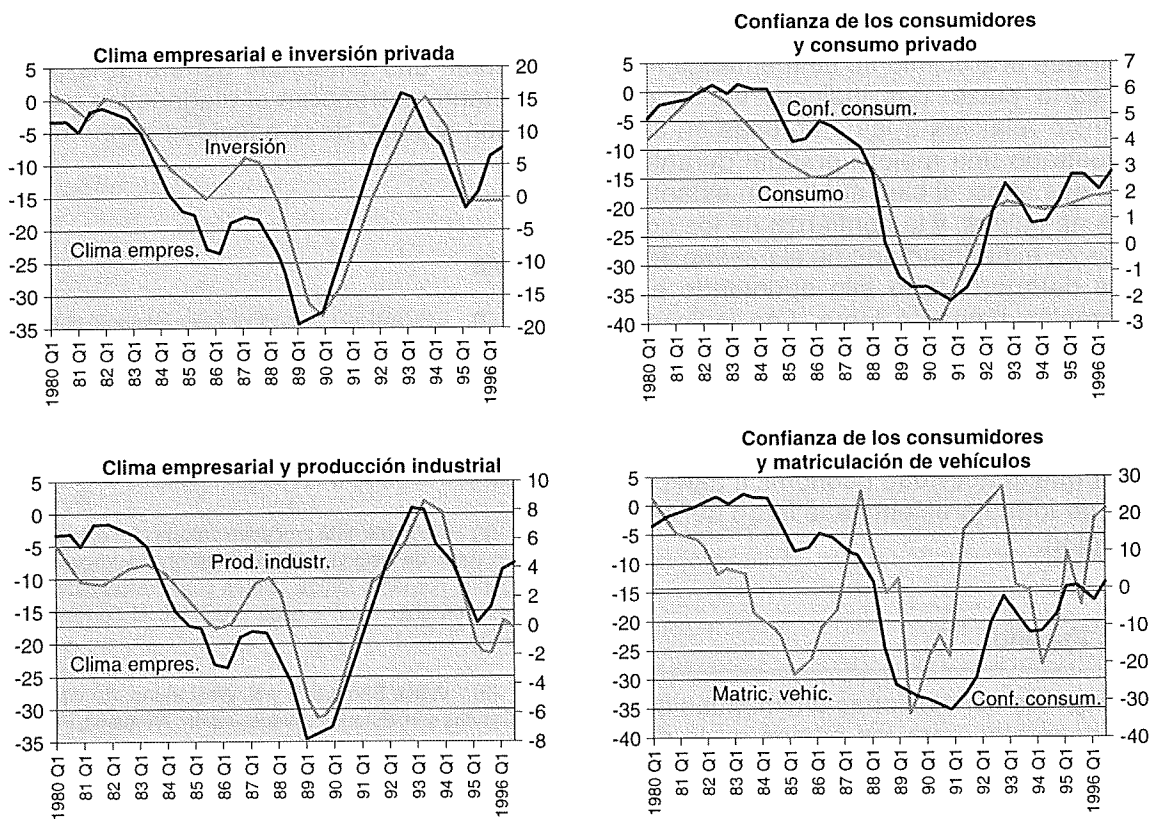 Clima empresarial e inversión privada
5
0
-5
-10
-15
-20
-25
-30
-35
20
15
10
5
0
-5
-10
-15
-20
Inversión
Clima empres.
1980 Q1
81 Q1
82 Q1
83 Q1
84 Q1
85 Q1
86 Q1
87 Q1
88 Q1
89 Q1
90 Q1
91 Q1
92 Q1
93 Q1
94 Q1
95 Q1
1996 Q1
Confianza de los consumidores
y consumo privado
5
0
-5
-10
-15
-20
-25
-30
-35
-40
7
6
5
4
3
2
1
0
-1
-2
-3
Conf. consum.
Consumo
1980 Q1
81 Q1
82 Q1
83 Q1
84 Q1
85 Q1
86 Q1
87 Q1
88 Q1
89 Q1
90 Q1
91 Q1
92 Q1
93 Q1
94 Q1
95 Q1
1996 Q1
Clima empresarial y producción industrial
5
0
-5
-10
-15
-20
-25
-30
-35
10
8
6
4
2
0
-2
-4
-6
-8
Prod. industr.
Clima empres.
1980 Q1
81 Q1
82 Q1
83 Q1
84 Q1
85 Q1
86 Q1
87 Q1
88 Q1
89 Q1
90 Q1
91 Q1
92 Q1
93 Q1
94 Q1
95 Q1
1996 Q1
Confianza de los consumidores
y matriculación de vehículos
5
0
-5
-10
-15
-20
-25
-30
-35
-40
30
20
10
0
-10
-20
-30
-40
Matric. vehíc.
Conf. consum.
1980 Q1
81 Q1
82 Q1
83 Q1
84 Q1
85 Q1
86 Q1
87 Q1
88 Q1
89 Q1
90 Q1
91 Q1
92 Q1
93 Q1
94 Q1
95 Q1
1996 Q1